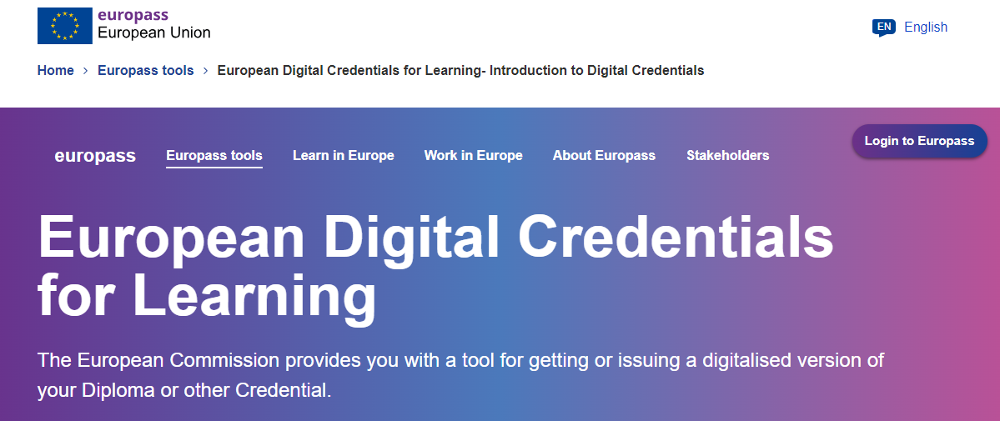 europass
European Union
EN English
Home > Europass tools > European Digital Credentials for Learning- Introduction to Digital Credentials
europass Europass tools Learn in Europe Work in Europe About Europass Stakeholders Login to Europass
European Digital Credentials
for Learning
The European Commission provides you with a tool for getting or issuing a digitalised version of
your Diploma or other Credential.